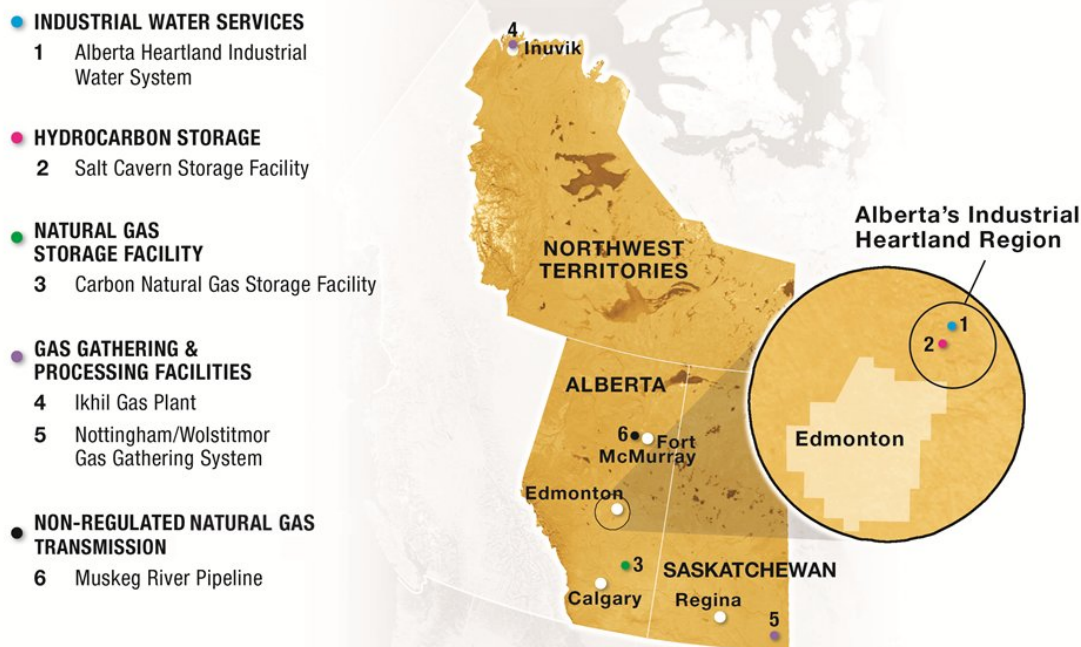 INDUSTRIAL WATER SERVICES
1 Alberta Heartland Industrial
Water System
HYDROCARBON STORAGE
2 Salt Cavern Storage Facility
NATURAL GAS
STORAGE FACILITY
3 Carbon Natural Gas Storage Facility
GAS GATHERING &
PROCESSING FACILITIES
4 Ikhil Gas Plant
5 Nottingham/Wolstitmor
Gas Gathering System
NON-REGULATED NATURAL GAS
TRANSMISSION
6 Muskeg River Pipeline
4
Inuvik
NORTHWEST
TERRITORIES
ALBERTA
6
Fort
McMurray
Edmonton
3
Calgary
SASKATCHEWAN
Regina
5
Alberta's Industrial
Heartland Region
1
2
Edmonton